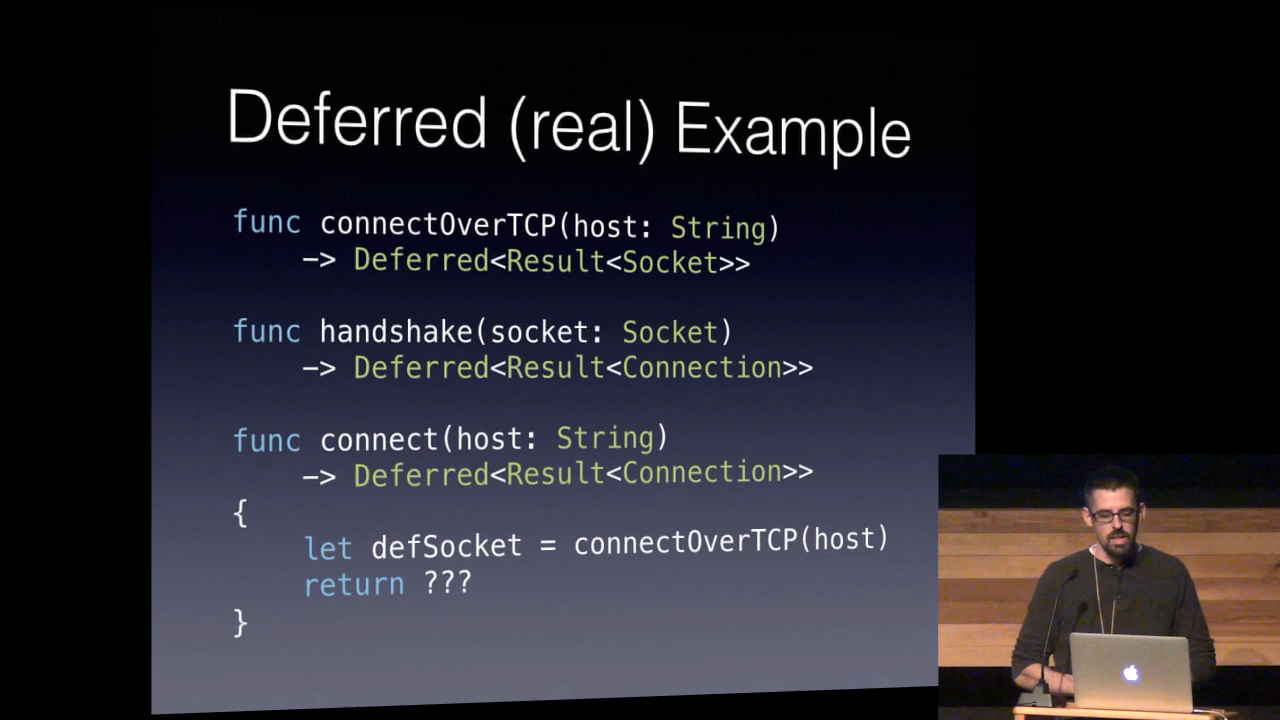 Deferred (real) Example
func connectOverTCP(host: String)
-> Deferred<Result<Socket>>
func handshake(socket: Socket)
-> Deferred<Result<Connection>>
func connect(host: String)
-> Deferred<Result<Connection>>
{
let defSocket = connectOverTCP(host)
return ???
}